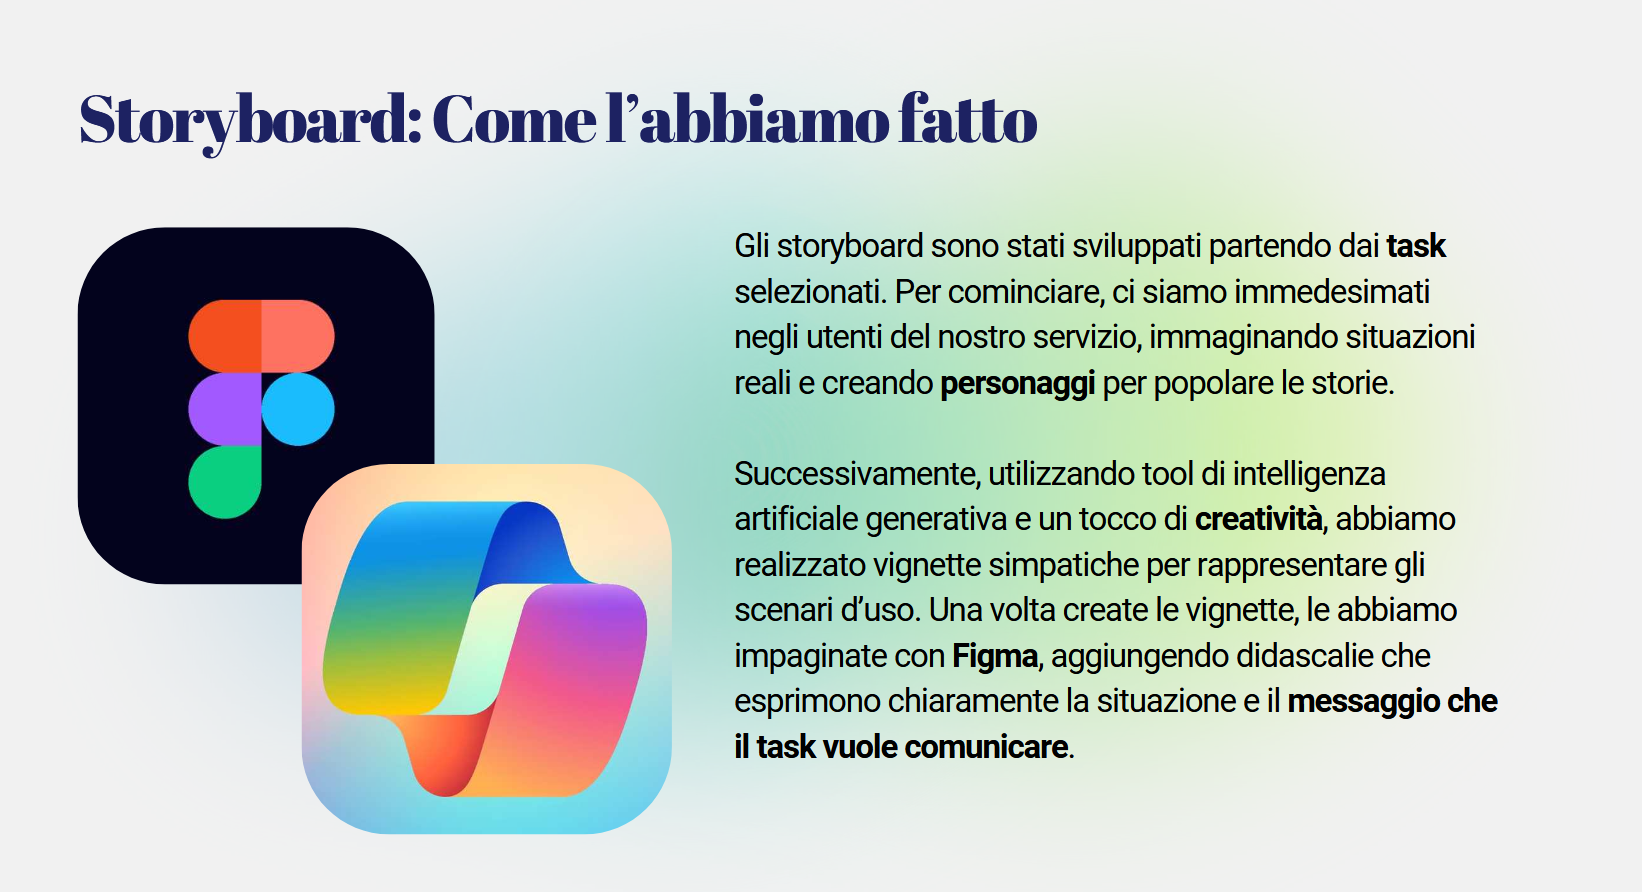 Storyboard: Come l’abbiamo fatto
Gli storyboard sono stati sviluppati partendo dai task
selezionati. Per cominciare, ci siamo immedesimati
negli utenti del nostro servizio, immaginando situazioni
reali e creando personaggi per popolare le storie.
Successivamente, utilizzando tool di intelligenza
artificiale generativa e un tocco di creatività, abbiamo
realizzato vignette simpatiche per rappresentare gli
scenari d’uso. Una volta create le vignette, le abbiamo
impaginate con Figma, aggiungendo didascalie che
esprimono chiaramente la situazione e il messaggio che
il task vuole comunicare.